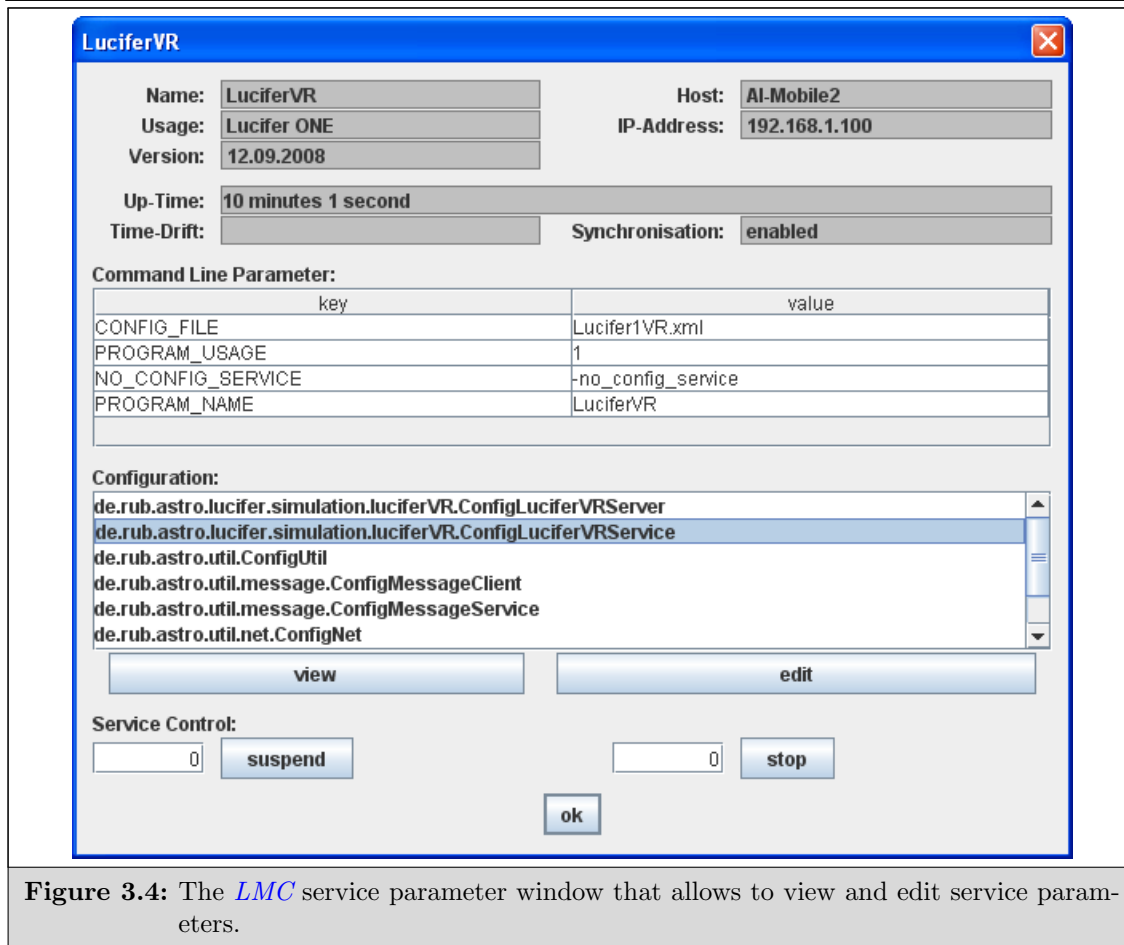 LuciferVR
Name: LuciferVR Host: AI-Mobile2
Usage: Lucifer ONE IP-Address: 192.168.1.100
Version: 12.09.2008
Up-Time: 10 minutes 1 second
Time-Drift: Synchronisation: enabled
Command Line Parameter:
key value
CONFIG_FILE Lucifer1VR.xml
PROGRAM_USAGE 1
NO_CONFIG_SERVICE -no_config_service
PROGRAM_NAME LuciferVR
Configuration:
de.rub.astro.lucifer.simulation.luciferVR.ConfigLuciferVRServer
de.rub.astro.lucifer.simulation.luciferVR.ConfigLuciferVRService
de.rub.astro.util.ConfigUtil
de.rub.astro.util.message.ConfigMessageClient
de.rub.astro.util.message.ConfigMessageService
de.rub.astro.util.net.ConfigNet
view edit
Service Control:
0 suspend 0 stop
ok
Figure 3.4: The LMC service parameter window that allows to view and edit service param-
eters.